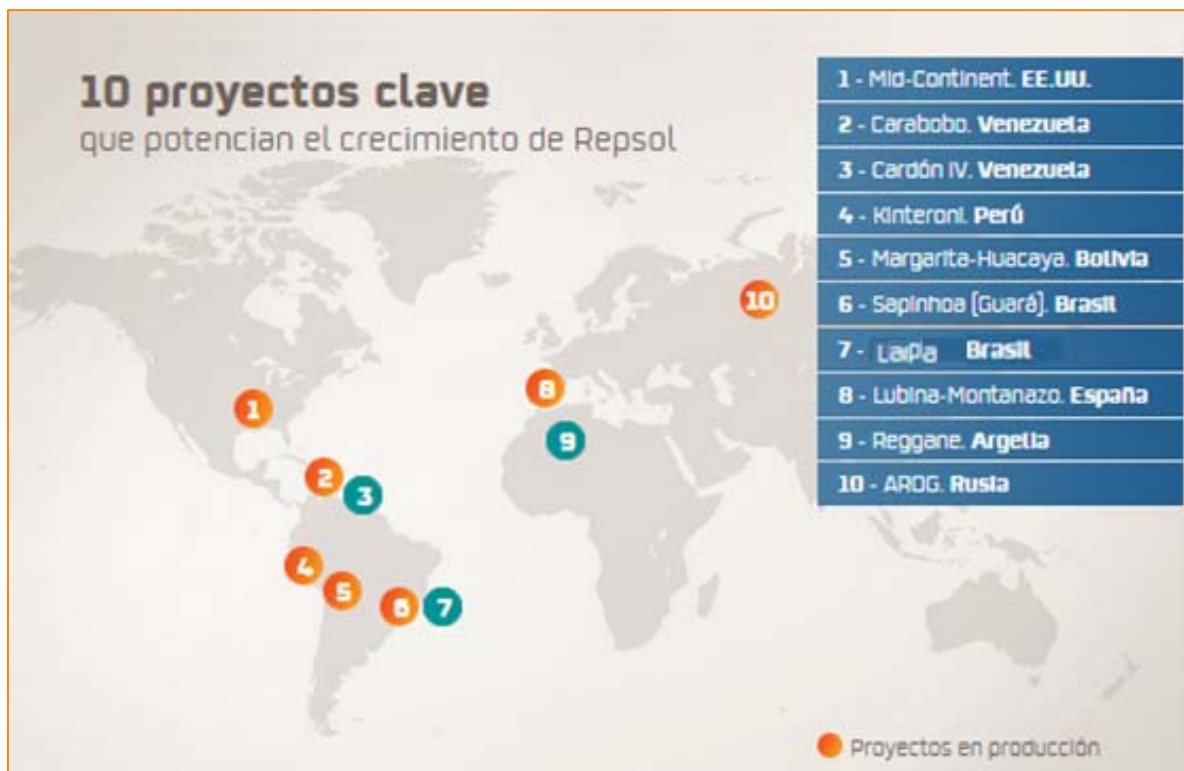 10 proyectos clave
que potencian el crecimiento de Repsol
1 - Mid-Continent. EE.UU.
2 - Carabobo. Venezuela
3 - Cardón IV. Venezuela
4 - Kinteroni. Perú
5 - Margarita-Huacaya. Bolivia
6 - Sapinhoa (Guará). Brasil
7 - Lapa Brasil
8 - Lubina-Montanazo. España
9 - Reggane. Argelia
10 - AROG. Rusia
10
8
1
9
2
3
4
5
6
7
Proyectos en producción